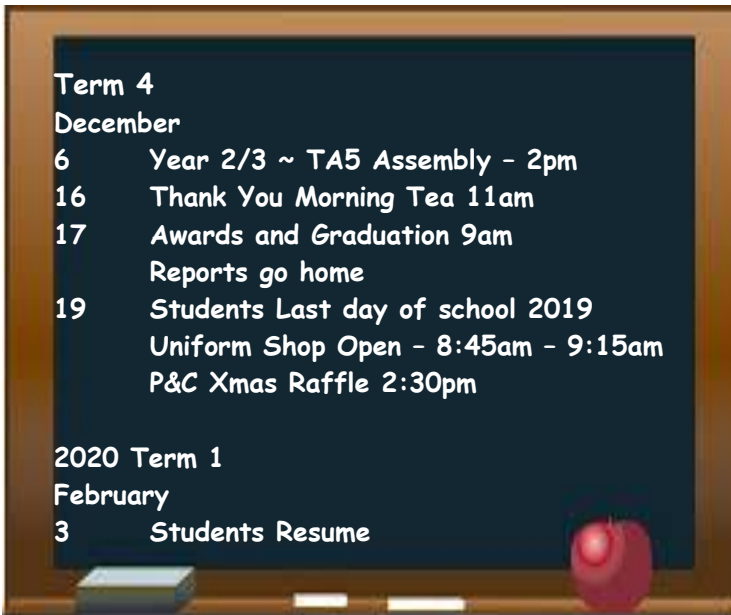 Term 4
December
6 Year 2/3 ~ TA5 Assembly – 2pm
16 Thank You Morning Tea 11am
17 Awards and Graduation 9am
Reports go home
19 Students Last day of school 2019
Uniform Shop Open – 8:45am – 9:15am
P&C Xmas Raffle 2:30pm
2020 Term 1
February
3 Students Resume